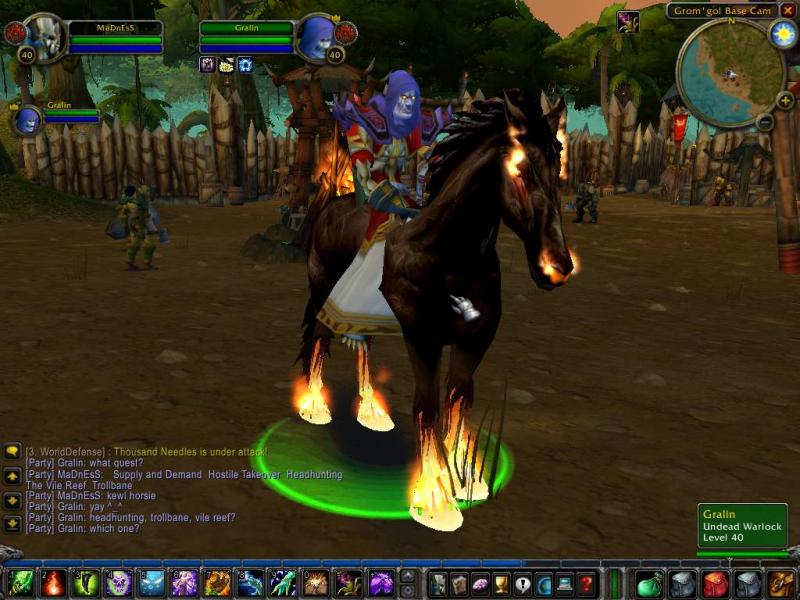 MaDnEsS
40
Gralin
40
Grom'gol Base Cam
N
Gralin
[3. WorldDefense] : Thousand Needles is under attack!
[Party] Gralin: what quest?
[Party] MaDnEsS: Supply and Demand Hostile Takeover Headhunting
The Vile Reef Trollbane
[Party] MaDnEsS: kewl horsie
[Party] Gralin: yay ^_^
[Party] Gralin: headhunting, trollbane, vile reef?
[Party] Gralin: which one?
Gralin
Undead Warlock
Level 40